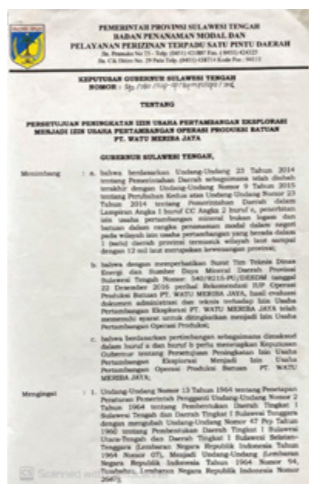 PEMERINTAH PROVINSI SULAWESI TENGAH
BADAN PENANAMAN MODAL DAN
PELAYANAN PERIZINAN TERPADU SATU PINTU DAERAH
KEPUTUSAN GUBERNUR SULAWESI TENGAH
NOMOR :
TENTANG
PERSETUJUAN PENINGKATAN IZIN USAHA PERTAMBANGAN EKSPLORASI
MENJADI IZIN USAHA PERTAMBANGAN OPERASI PRODUKSI BATUAN
PT. WATU MERIBA JAYA
GUBERNUR SULAWESI TENGAH,
Menimbang : a. bahwa berdasarkan Undang-Undang 23 Tahun 2014
tentang Pemerintahan Daerah sebagaimana telah diubah
terakhir dengan Undang-Undang Nomor 9 Tahun 2015
tentang Perubahan Kedua atas Undang-Undang Nomor 23
Tahun 2014 tentang Pemerintahan Daerah dalam
Lampiran Angka I huruf CC Angka 2 huruf c, penerbitan
izin usaha pertambangan mineral bukan logam dan
batuan dalam rangka penanaman modal dalam negeri
pada wilayah izin usaha pertambangan yang berada dalam
1 (satu) daerah provinsi termasuk wilayah laut sampai
dengan 12 mil laut merupakan kewenangan provinsi;
b. bahwa dengan memperhatikan Surat Tim Teknis Dinas
Energi dan Sumber Daya Mineral Daerah Provinsi
Sulawesi Tengah Nomor: tanggal
22 Desember 2016 perihal Rekomendasi IUP Operasi
Produksi Batuan PT. WATU MERIBA JAYA, hasil evaluasi
dokumen administrasi dan teknis terhadap Izin Usaha
Pertambangan Eksplorasi PT. WATU MERIBA JAYA telah
memenuhi syarat untuk ditingkatkan menjadi Izin Usaha
Pertambangan Operasi Produksi;
c. bahwa berdasarkan pertimbangan sebagaimana dimaksud
dalam huruf a dan huruf b perlu menetapkan Keputusan
Gubernur tentang Persetujuan Peningkatan Izin Usaha
Pertambangan Eksplorasi Menjadi Izin Usaha
Pertambangan Operasi Produksi Batuan PT. WATU
MERIBA JAYA;
Mengingat : 1. Undang-Undang Nomor 13 Tahun 1964 tentang Penetapan
Peraturan Pemerintah Pengganti Undang-Undang Nomor 2
Tahun 1964 tentang Pembentukan Daerah Tingkat I
Sulawesi Tengah dan Daerah Tingkat I Sulawesi Tenggara
dengan mengubah Undang-Undang Nomor 47 Prp Tahun
1960 tentang Pembentukan Daerah Tingkat I Sulawesi
Utara-Tengah dan Daerah Tingkat I Sulawesi Selatan-
Tenggara (Lembaran Negara Republik Indonesia Tahun
1964 Nomor 07), Menjadi Undang-Undang (Lembaran
Negara Republik Indonesia Tahun 1964 Nomor 94,
Tambahan Lembaran Negara Republik Indonesia Nomor
2687);
Scanned